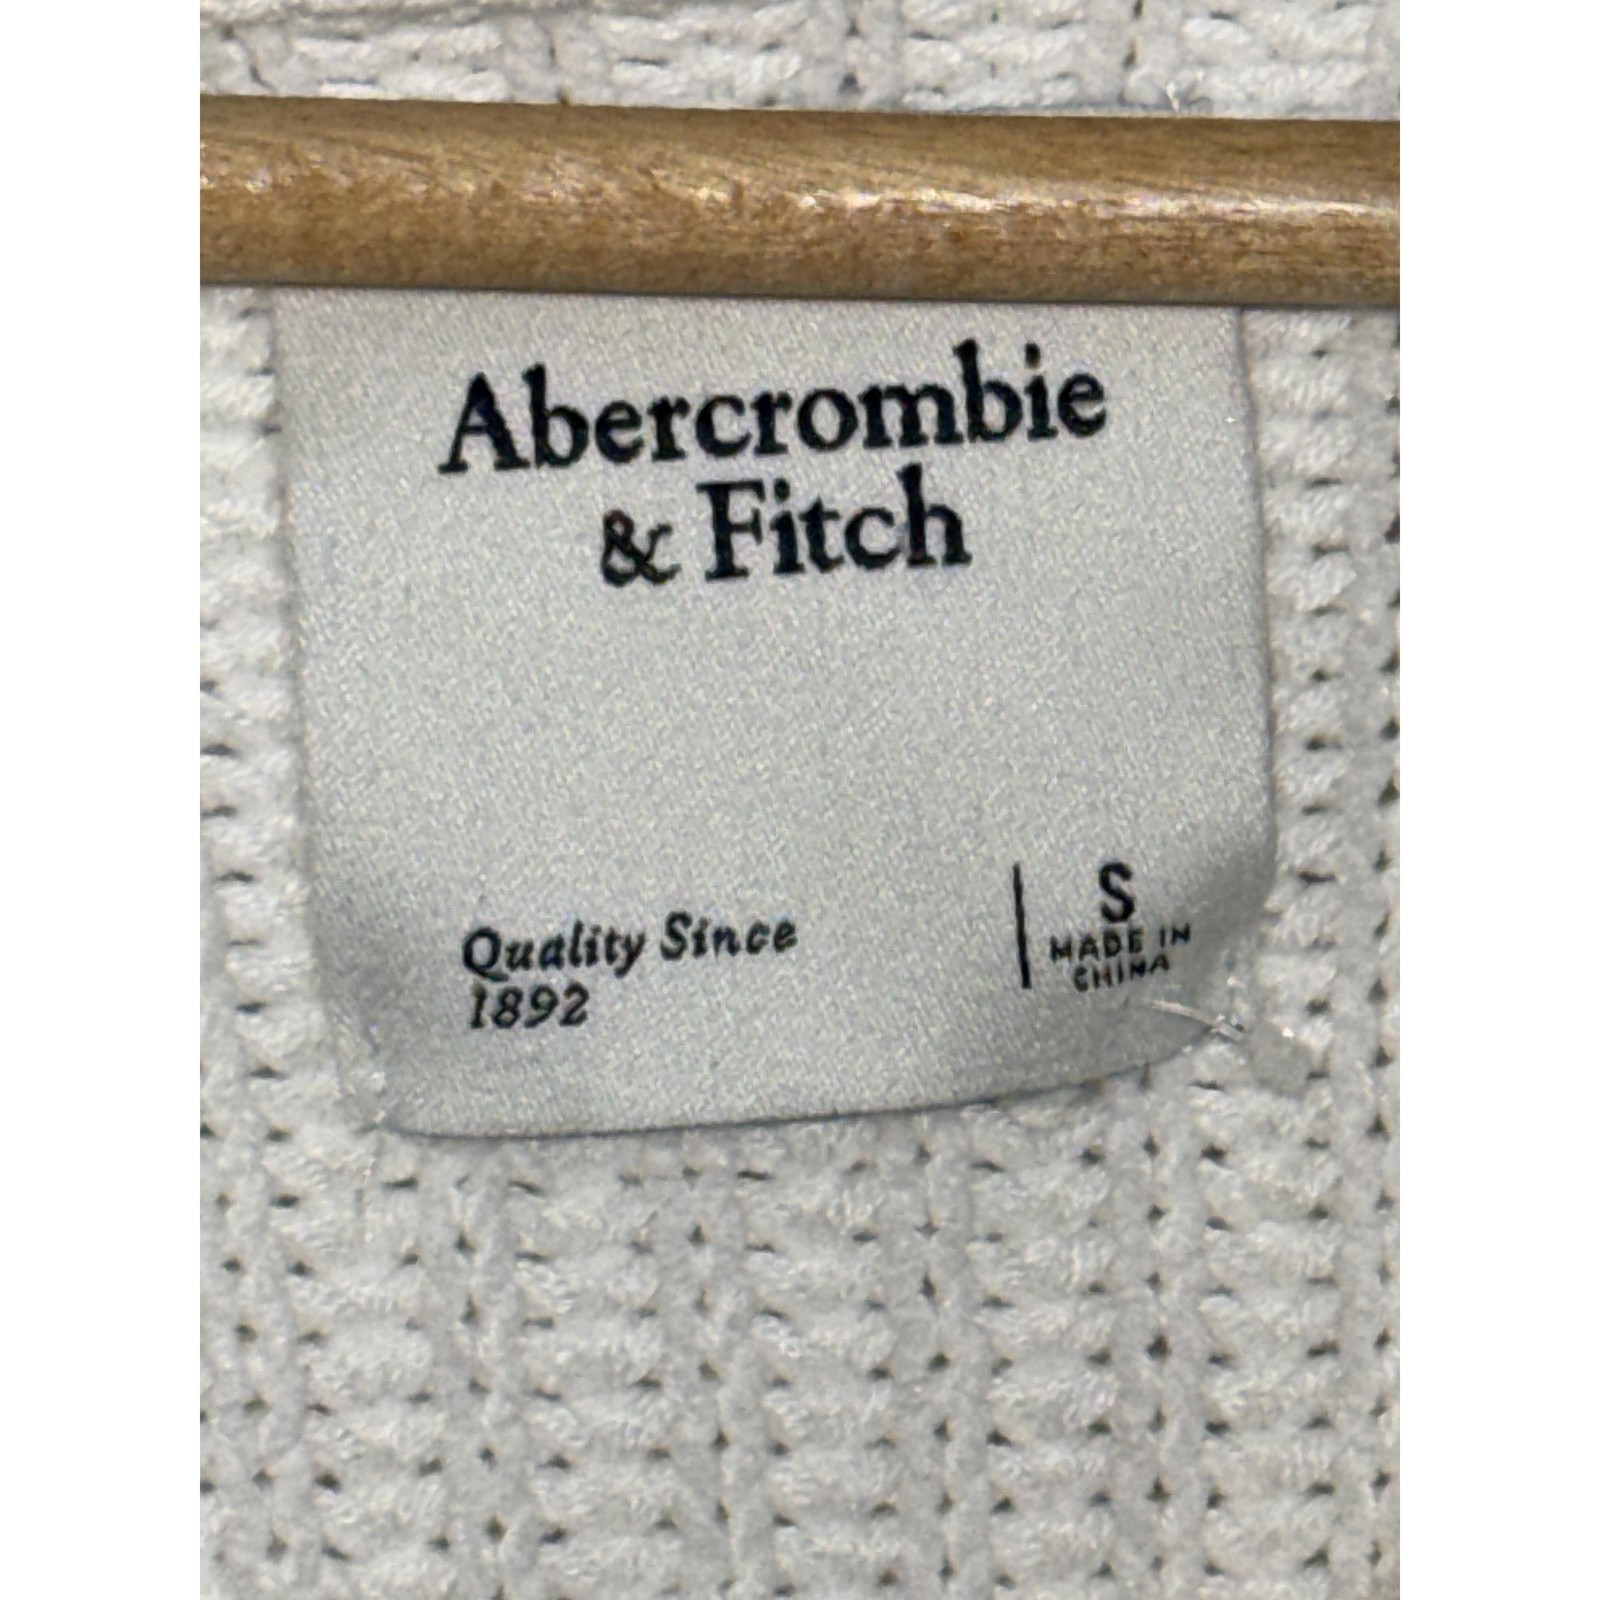 Abercrombie
& Fitch
Quality Since
1892
S
MADE IN
CHINA